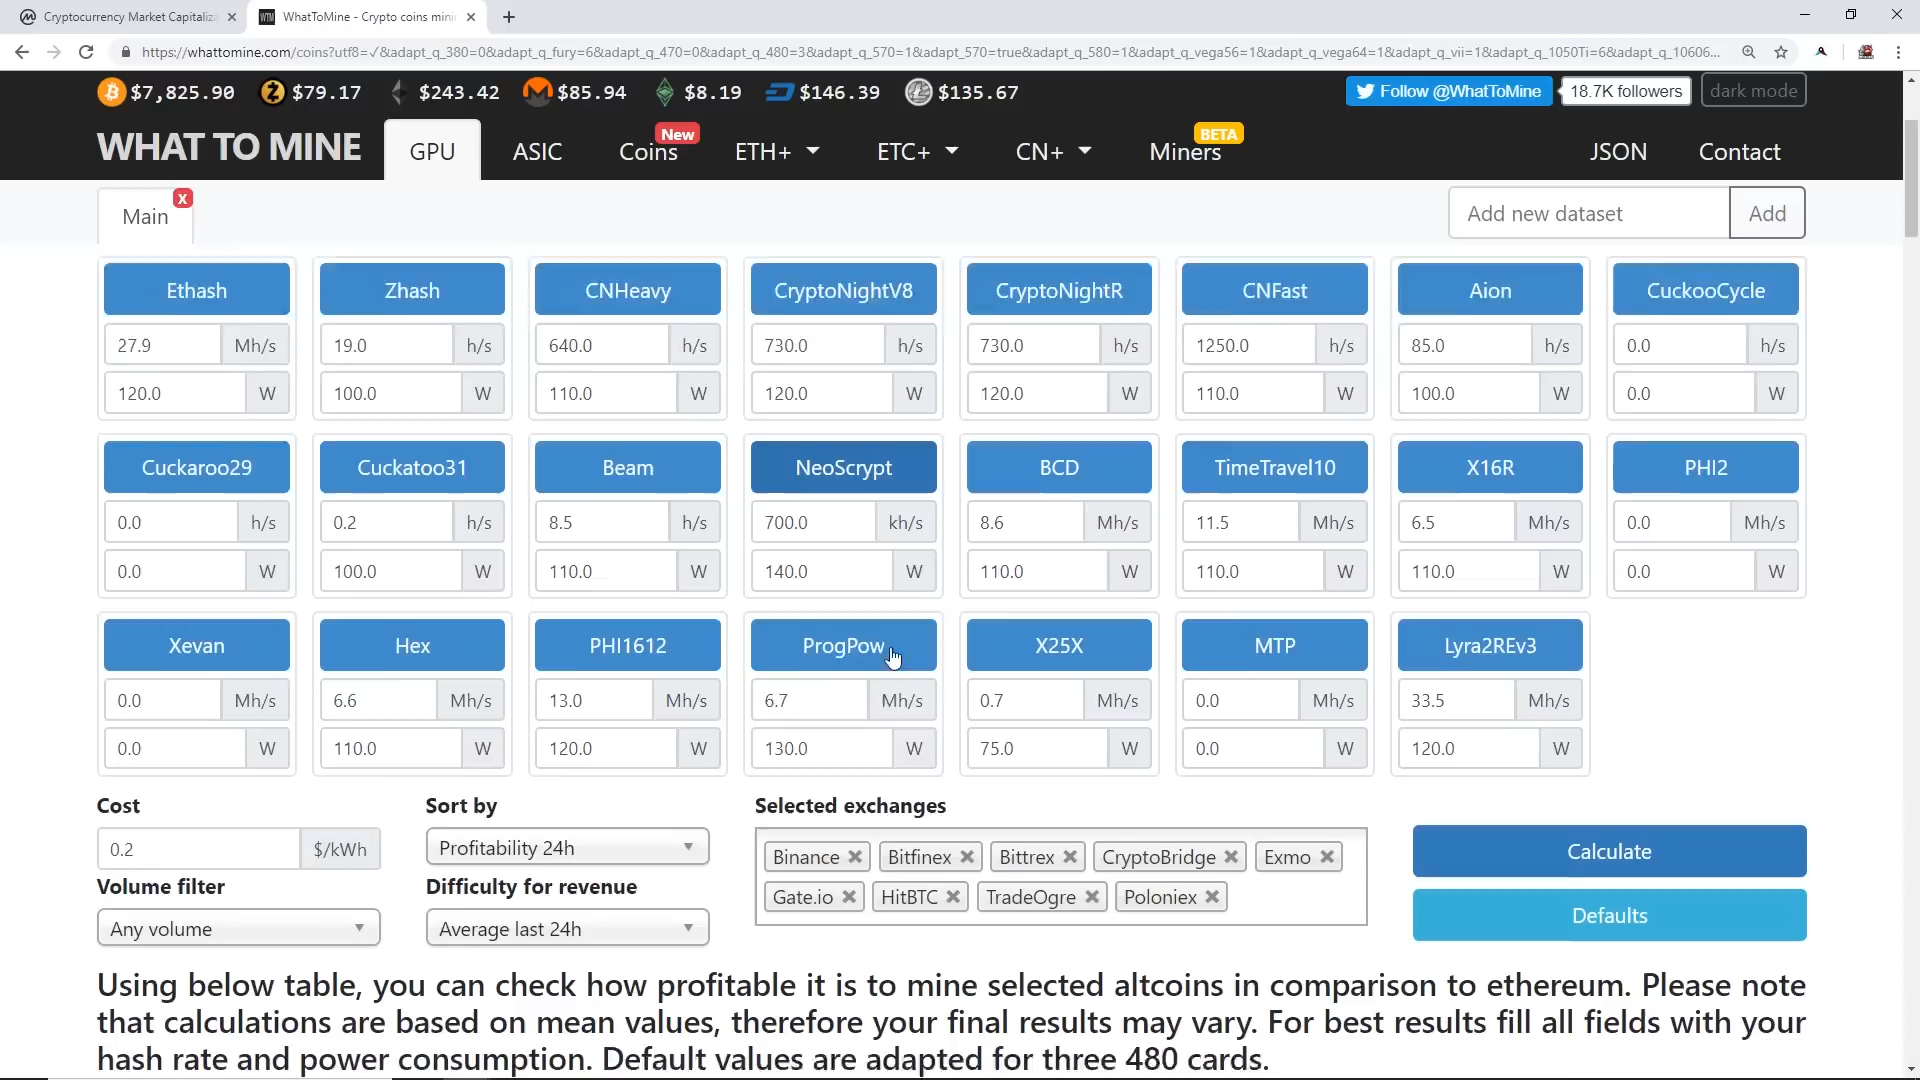 Cryptocurrency Market Capitaliza
WhatToMine - Crypto coins mini
https://whattomine.com/coins?utf8=✓&adapt_q_380=0&adapt_q_fury=6&adapt_q_470=0&adapt_q_480=3&adapt_q_570=1&adapt_570=true&adapt_q_580=1&adapt_q_vega56=1&adapt_q_vega64=1&adapt_q_vii=1&adapt_q_1050Ti=6&adapt_q_10606...
$7,825.90 $79.17 $243.42 $85.94 $8.19 $146.39 $135.67 Follow @WhatToMine 18.7K followers dark mode
WHAT TO MINE GPU ASIC Coins New ETH+ ETC+ CN+ Miners BETA JSON Contact
Main X Add new dataset Add
Ethash Zhash CNHeavy CryptoNightV8 CryptoNightR CNFast Aion CuckooCycle
27.9 Mh/s 19.0 h/s 640.0 h/s 730.0 h/s 730.0 h/s 1250.0 h/s 85.0 h/s 0.0 h/s
120.0 W 100.0 W 110.0 W 120.0 W 120.0 W 110.0 W 100.0 W 0.0 W
Cuckaroo29 Cuckatoo31 Beam NeoScrypt BCD TimeTravel10 X16R PHI2
0.0 h/s 0.2 h/s 8.5 h/s 700.0 kh/s 8.6 Mh/s 11.5 Mh/s 6.5 Mh/s 0.0 Mh/s
0.0 W 100.0 W 110.0 W 140.0 W 110.0 W 110.0 W 110.0 W 0.0 W
Xevan Hex PHI1612 ProgPow X25X MTP Lyra2REv3
0.0 Mh/s 6.6 Mh/s 13.0 Mh/s 6.7 Mh/s 0.7 Mh/s 0.0 Mh/s 33.5 Mh/s
0.0 W 110.0 W 120.0 W 130.0 W 75.0 W 0.0 W 120.0 W
Cost Sort by Selected exchanges
0.2 $/kWh Profitability 24h Binance Bitfinex Bittrex CryptoBridge Exmo Calculate
Volume filter Difficulty for revenue Gate.io HitBTC TradeOgre Poloniex Defaults
Any volume Average last 24h
Using below table, you can check how profitable it is to mine selected altcoins in comparison to ethereum. Please note
that calculations are based on mean values, therefore your final results may vary. For best results fill all fields with your
hash rate and power consumption. Default values are adapted for three 480 cards.